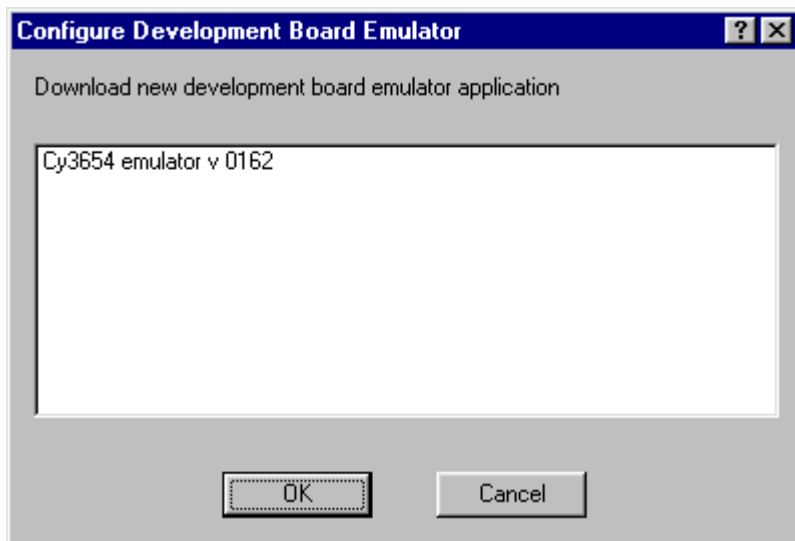 Configure Development Board Emulator
Download new development board emulator application
Cy3654 emulator v 0162
OK Cancel